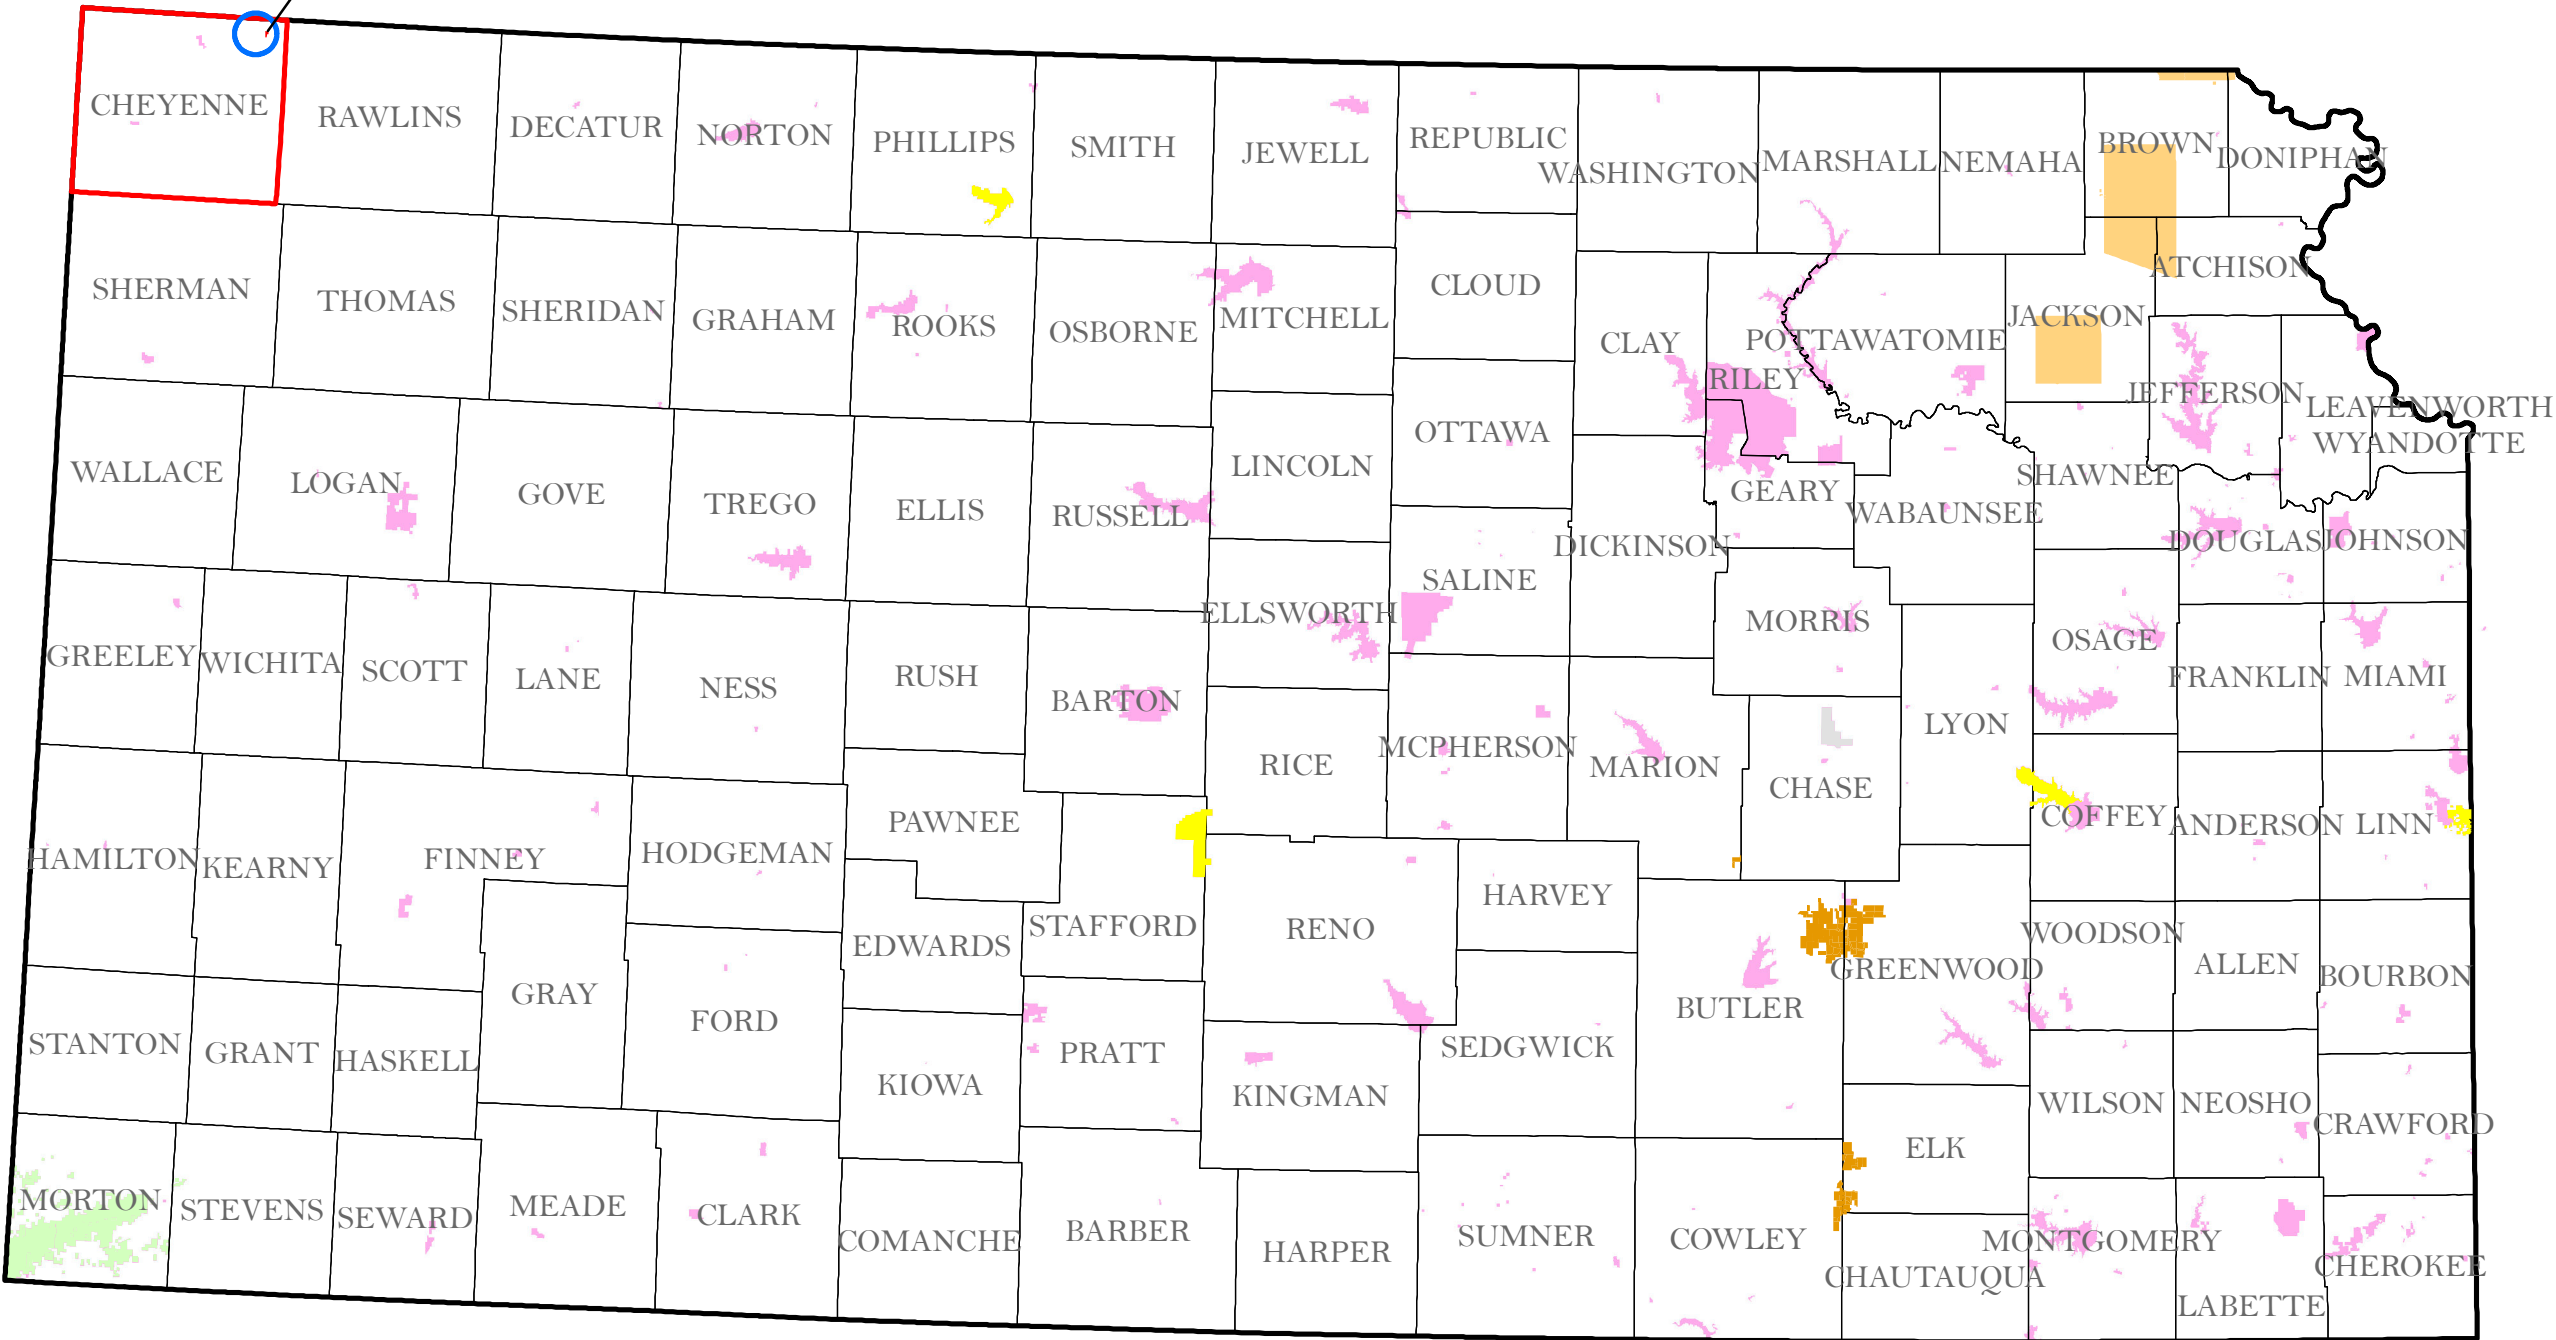 CHEYENNE
RAWLINS
DECATUR
NORTON
PHILLIPS
SMITH
JEWELL
REPUBLIC
WASHINGTON
MARSHALL
NEMAHA
BROWN
DONIPHAN
SHERMAN
THOMAS
SHERIDAN
GRAHAM
ROOKS
OSBORNE
MITCHELL
CLOUD
CLAY
RILEY
POTTAWATOMIE
JACKSON
ATCHISON
JEFFERSON
LEAVENWORTH
WYANDOTTE
WALLACE
LOGAN
GOVE
TREGO
ELLIS
RUSSELL
LINCOLN
OTTAWA
SALINE
DICKINSON
GEARY
WABAUNSEE
SHAWNEE
DOUGLAS
JOHNSON
GREELEY
WICHITA
SCOTT
LANE
NESS
RUSH
BARTON
ELLSWORTH
RICE
MCPHERSON
MARION
MORRIS
CHASE
LYON
OSAGE
FRANKLIN
MIAMI
HAMILTON
KEARNY
FINNEY
HODGEMAN
PAWNEE
EDWARDS
STAFFORD
RENO
HARVEY
COFFEY
ANDERSON
LINN
STANTON
GRANT
HASKELL
GRAY
FORD
KIOWA
PRATT
KINGMAN
SEDGWICK
BUTLER
GREENWOOD
WOODSON
ALLEN
BOURBON
WILSON
NEOSHO
CRAWFORD
ELK
MORTON
STEVENS
SEWARD
MEADE
CLARK
COMANCHE
BARBER
HARPER
SUMNER
COWLEY
CHAUTAUQUA
MONTGOMERY
LABETTE
CHEROKEE